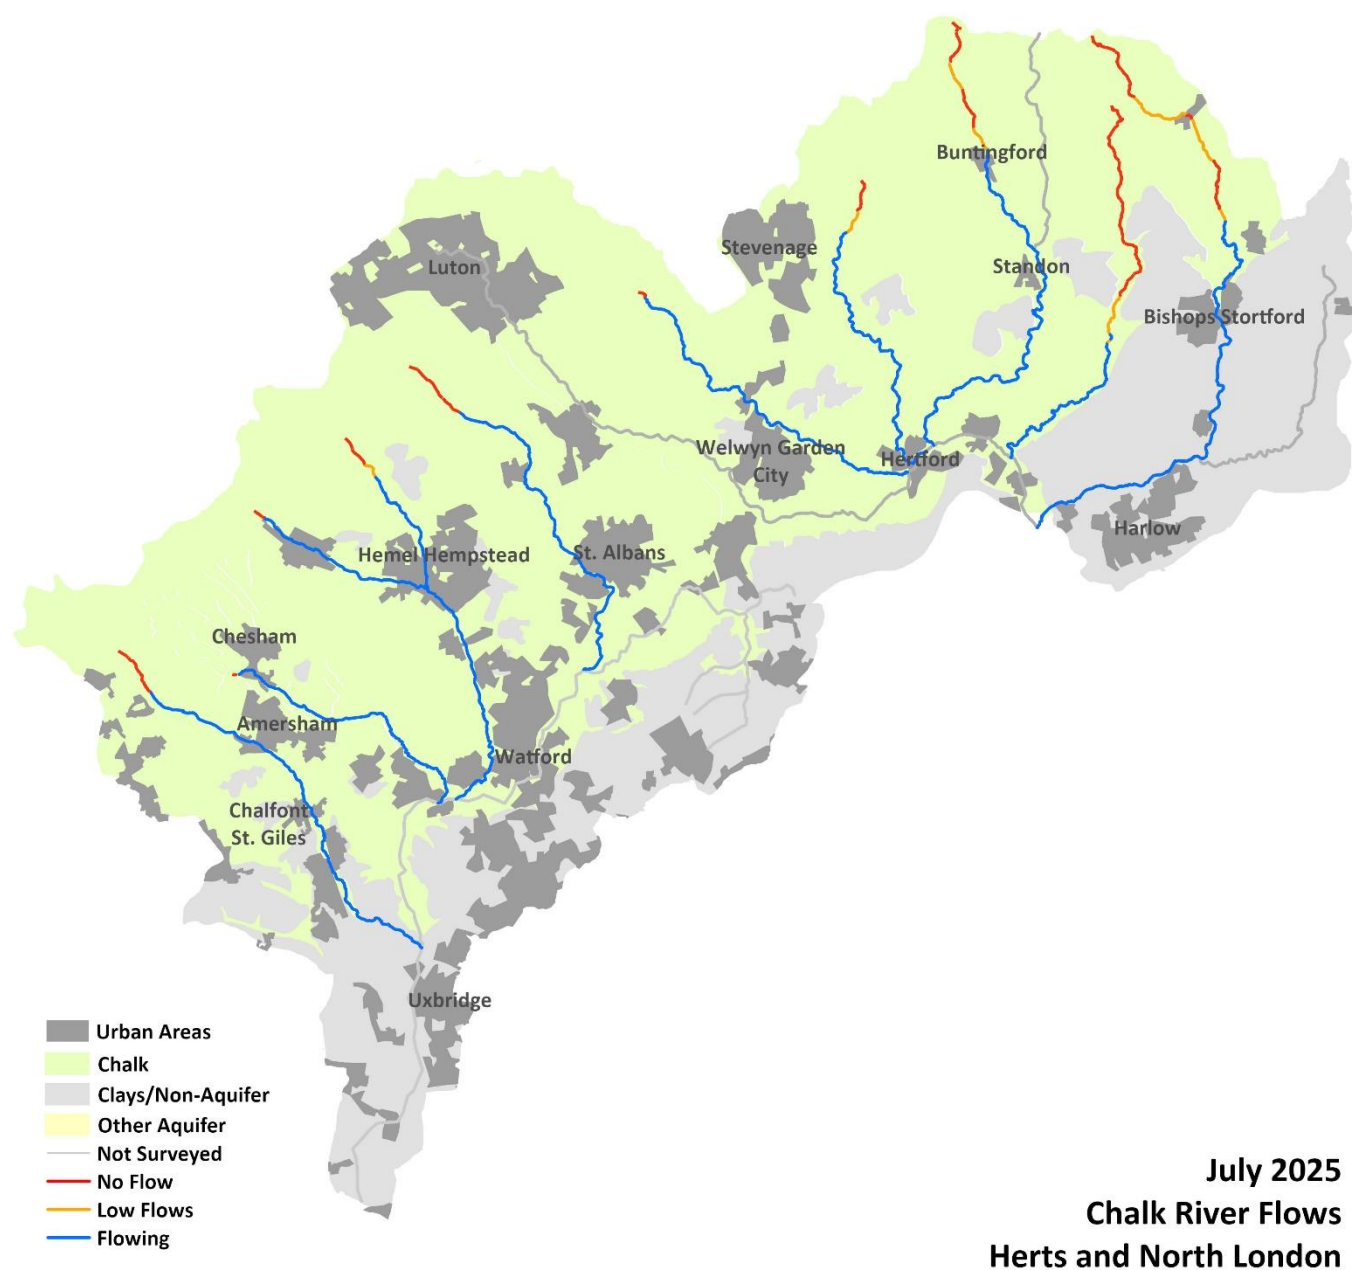 Buntingford
Stevenage
Luton
Standon
Bishops Stortford
Welwyn Garden
City
Hertford
Harlow
Hemel Hempstead
St. Albans
Chesham
Amersham
Watford
Chalfont
St. Giles
Uxbridge
Urban Areas
Chalk
Clays/Non-Aquifer
Other Aquifer
Not Surveyed
No Flow
Low Flows
Flowing
July 2025
Chalk River Flows
Herts and North London